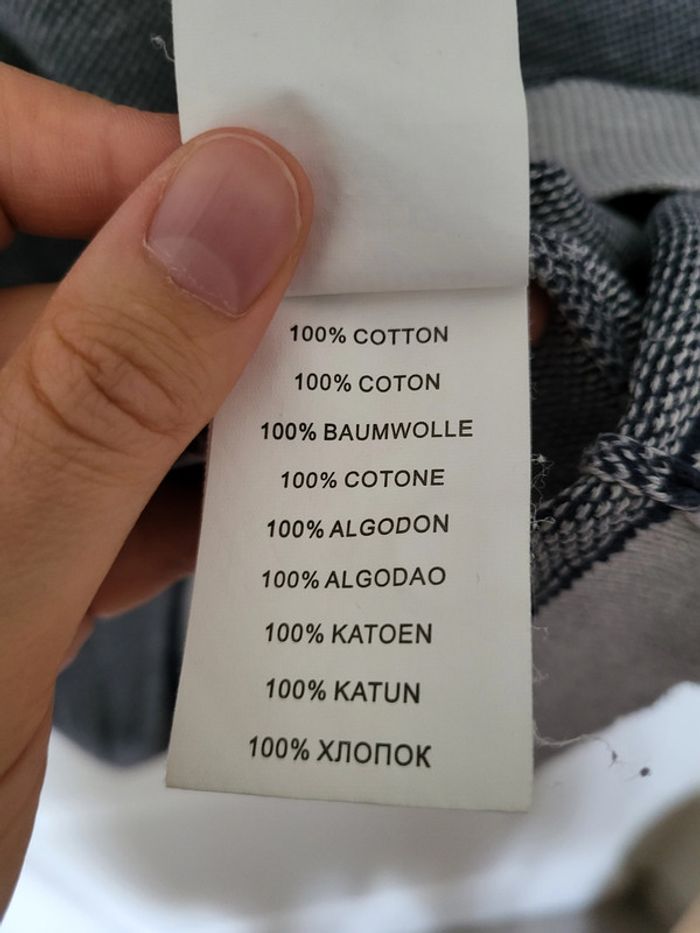 100% COTTON
100% COTON
100% BAUMWOLLE
100% COTONE
100% ALGODON
100% ALGODAO
100% KATOEN
100% KATUN
100% ХЛОПОК